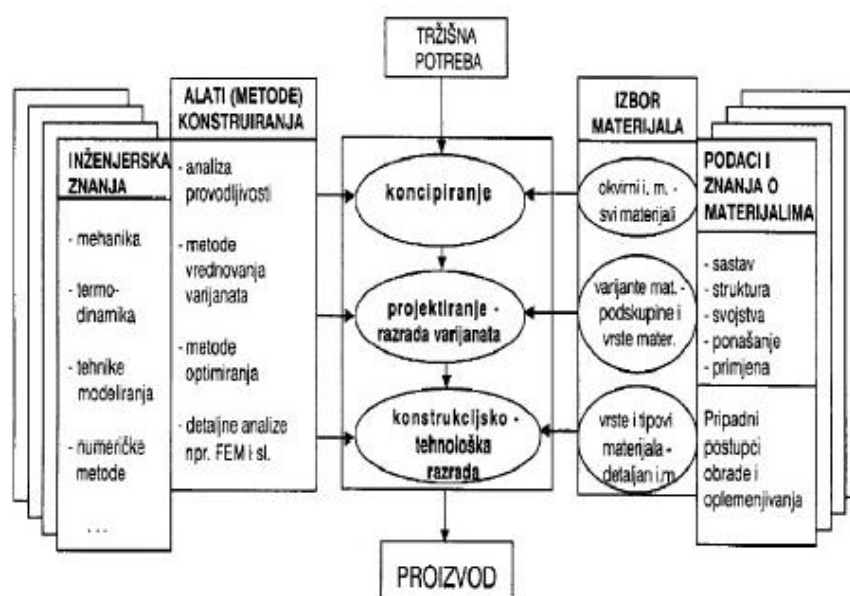 TRŽIŠNA
POTREBA
ALATI (METODE)
KONSTRUIRANJA
- analiza
provodljivosti
- metode
vrednovanja
varijanata
- metode
optimiranja
- detaljne analize
npr. FEM i sl.
INŽENJERSKA
ZNANJA
- mehanika
- termo-
dinamika
- tehnike
modeliranja
- numeričke
metode
...
koncipiranje
projektiranje -
razrada varijanata
konstrukcijsko -
tehnološka
razrada
PROIZVOD
IZBOR
MATERIJALA
okvirni i. m. -
svi materijali
varijante mat. -
podskupine i
vrste mater.
vrste i tipovi
materijala -
detaljan i.m.
PODACI I
ZNANJA O
MATERIJALIMA
- sastav
- struktura
- svojstva
- ponašanje
- primjena
Pripadni
postupci
obrade i
oplemenjivanja